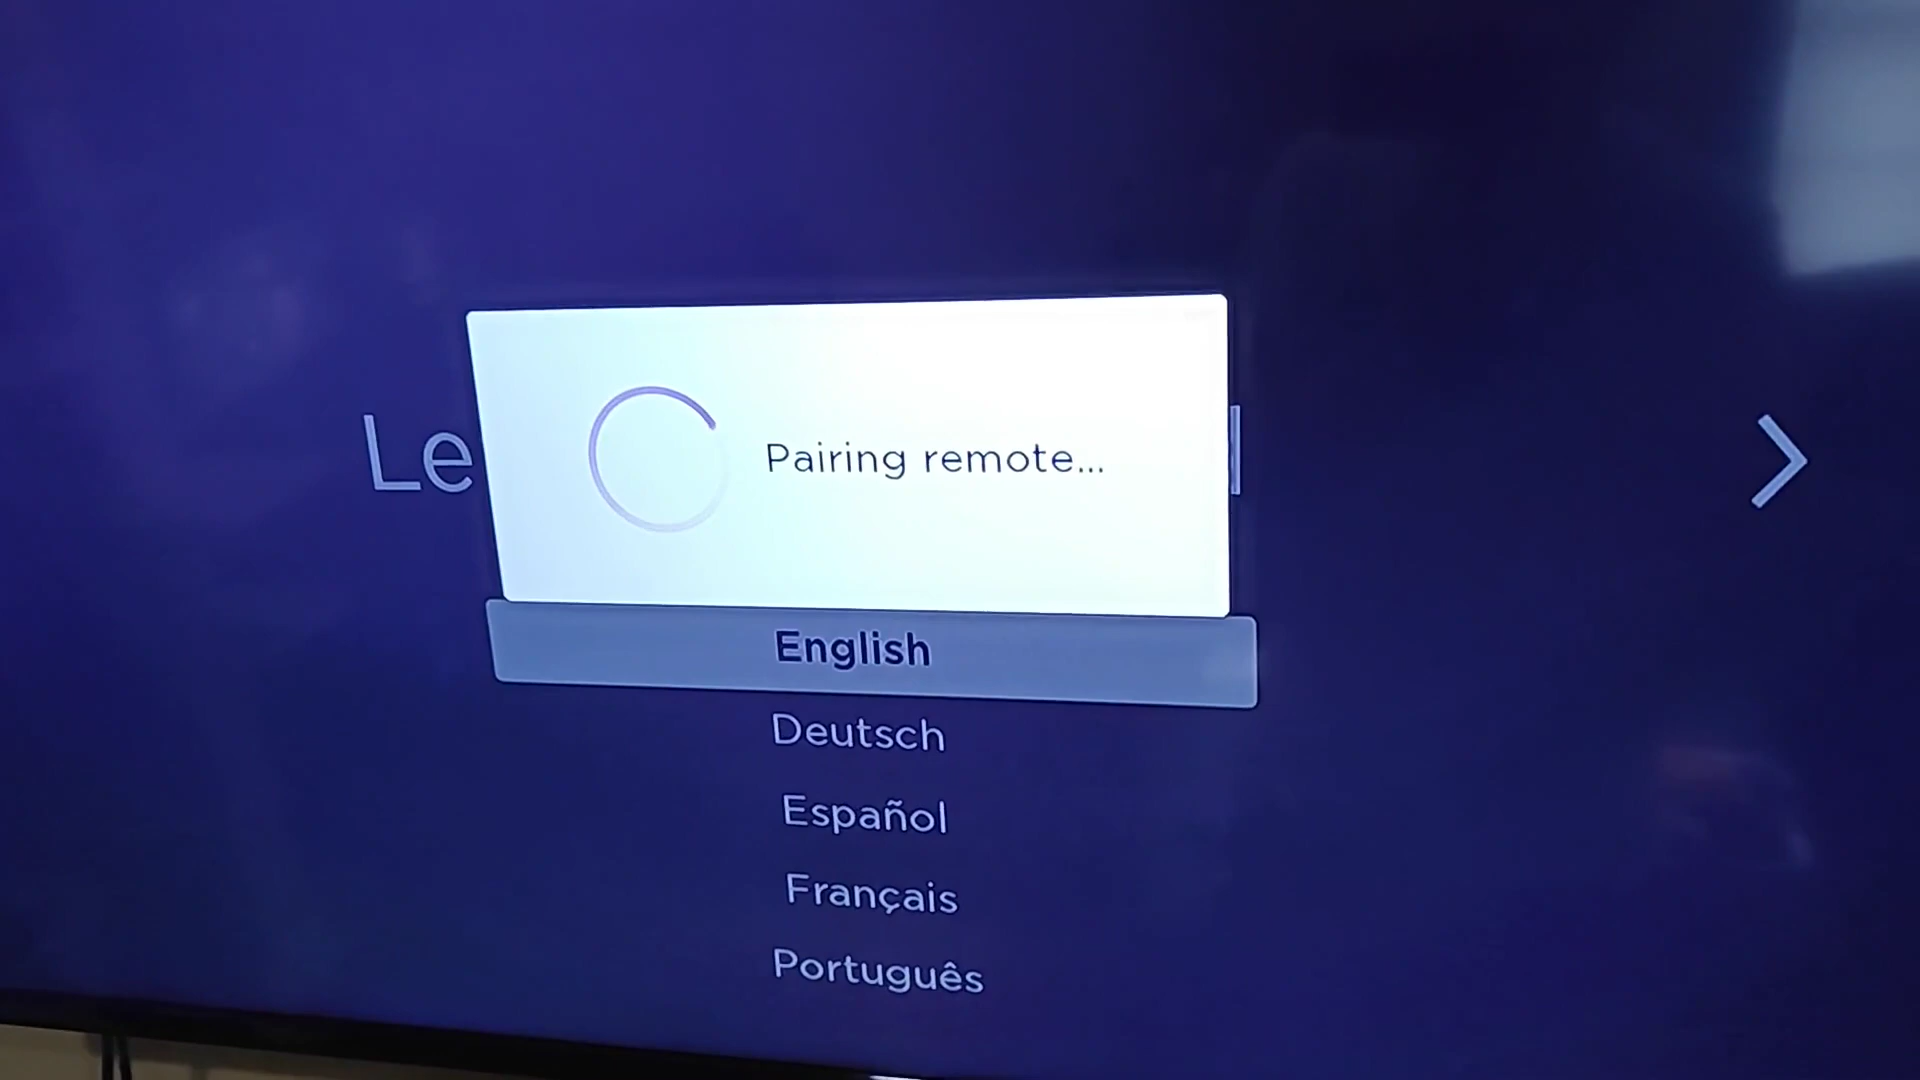 Pairing remote...
English
Deutsch
Español
Français
Português